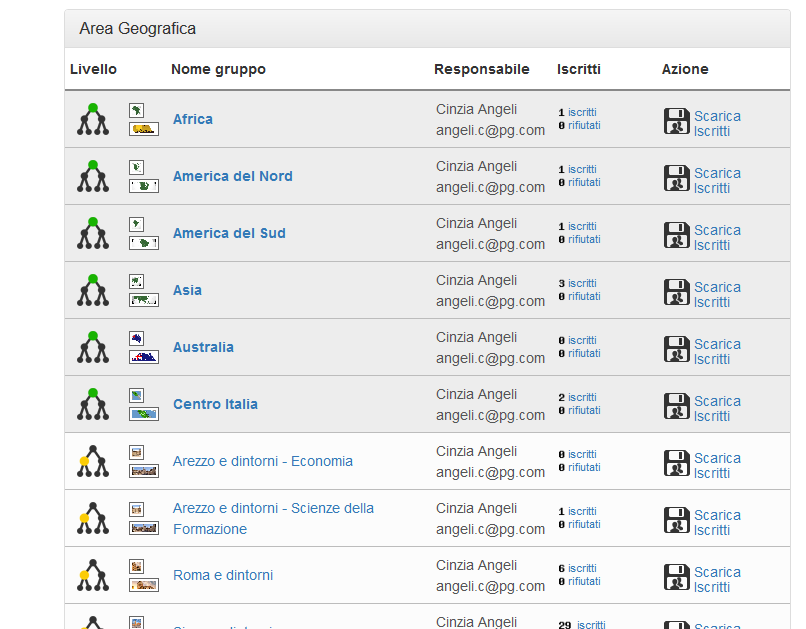 Area Geografica
Livello Nome gruppo Responsabile Iscritti Azione
Africa Cinzia Angeli 1 iscritti Scarica
angeli.c@pg.com 0 rifiutati Iscritti
America del Nord Cinzia Angeli 1 iscritti Scarica
angeli.c@pg.com 0 rifiutati Iscritti
America del Sud Cinzia Angeli 1 iscritti Scarica
angeli.c@pg.com 0 rifiutati Iscritti
Asia Cinzia Angeli 3 iscritti Scarica
angeli.c@pg.com 0 rifiutati Iscritti
Australia Cinzia Angeli 0 iscritti Scarica
angeli.c@pg.com 0 rifiutati Iscritti
Centro Italia Cinzia Angeli 2 iscritti Scarica
angeli.c@pg.com 0 rifiutati Iscritti
Arezzo e dintorni - Economia Cinzia Angeli 0 iscritti Scarica
angeli.c@pg.com 0 rifiutati Iscritti
Arezzo e dintorni - Scienze della Cinzia Angeli 1 iscritti Scarica
Formazione angeli.c@pg.com 0 rifiutati Iscritti
Roma e dintorni Cinzia Angeli 6 iscritti Scarica
angeli.c@pg.com 0 rifiutati Iscritti
Cinzia Angeli 29 iscritti Scarica